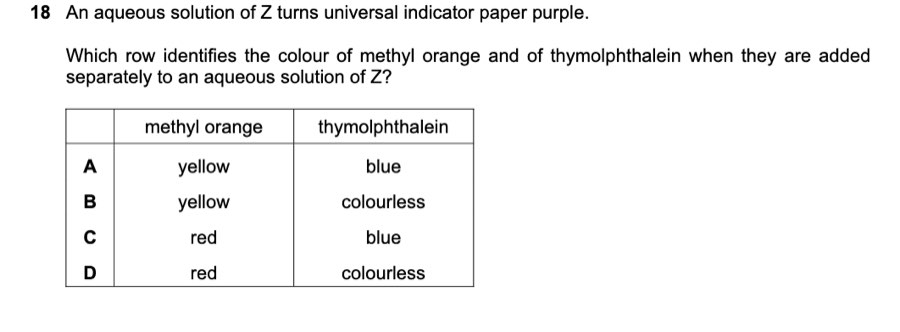 18 An aqueous solution of Z turns universal indicator paper purple.
Which row identifies the colour of methyl orange and of thymolphthalein when they are added
separately to an aqueous solution of Z?
methyl orange thymolphthalein
A yellow blue
B yellow colourless
C red blue
D red colourless